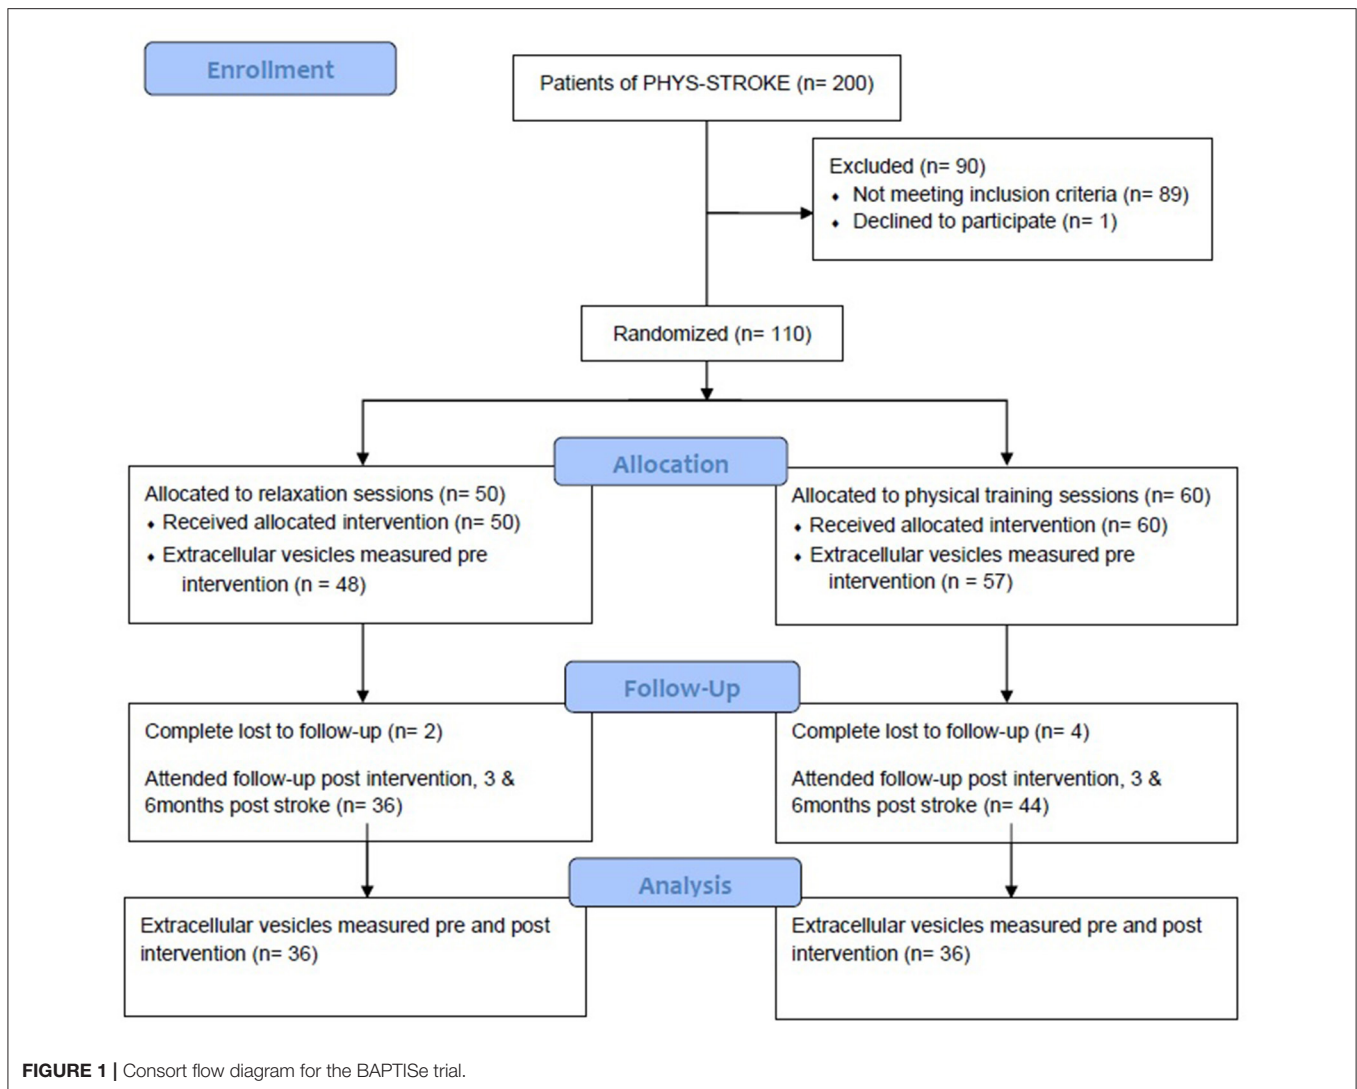 Enrollment
Patients of PHYS-STROKE (n= 200)
Excluded (n= 90)
⬧ Not meeting inclusion criteria (n= 89)
⬧ Declined to participate (n= 1)
Randomized (n= 110)
Allocation
Allocated to relaxation sessions (n= 50)
⬧ Received allocated intervention (n= 50)
⬧ Extracellular vesicles measured pre
intervention (n = 48)
Allocated to physical training sessions (n= 60)
⬧ Received allocated intervention (n= 60)
⬧ Extracellular vesicles measured pre
intervention (n = 57)
Follow-Up
Complete lost to follow-up (n= 2)
Attended follow-up post intervention, 3 &
6months post stroke (n= 36)
Complete lost to follow-up (n= 4)
Attended follow-up post intervention, 3 &
6months post stroke (n= 44)
Analysis
Extracellular vesicles measured pre and post
intervention (n= 36)
Extracellular vesicles measured pre and post
intervention (n= 36)
FIGURE 1 | Consort flow diagram for the BAPTISe trial.